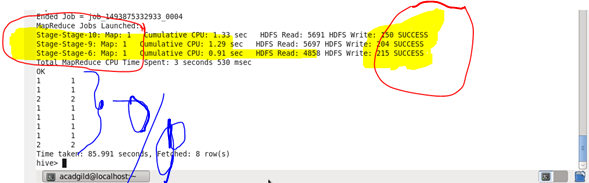 Ended Job = job_1493875332933_0004
MapReduce Jobs Launched:
Stage-Stage-10: Map: 1   Cumulative CPU: 1.33 sec   HDFS Read: 5691 HDFS Write: 150 SUCCESS
Stage-Stage-9: Map: 1   Cumulative CPU: 1.29 sec   HDFS Read: 5697 HDFS Write: 204 SUCCESS
Stage-Stage-6: Map: 1   Cumulative CPU: 0.91 sec   HDFS Read: 4858 HDFS Write: 215 SUCCESS
Total MapReduce CPU Time Spent: 3 seconds 530 msec
OK
1 1
1 1
2 2
1 1
1 1
1 1
1 1
2 2
Time taken: 85.991 seconds, Fetched: 8 row(s)
hive>
acadgild@localhost:~